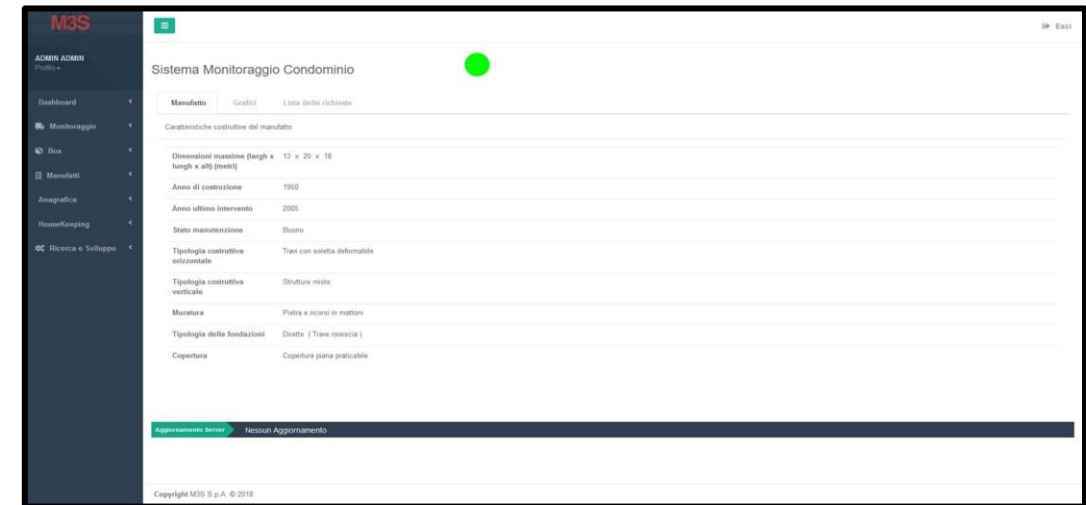 M3S
Esci
ADMIN ADMIN
Profilo
Sistema Monitoraggio Condominio
Dashboard
Monitoraggio
Box
Manufatti
Anagrafica
HouseKeeping
Ricerca e Sviluppo
Manufatto Grafici Lista delle richieste
Caratteristiche costruttive del manufatto
Dimensioni massime (largh x 13 x 20 x 18
lungh x alt) (metri)
Anno di costruzione 1950
Anno ultimo intervento 2005
Stato manutenzione Buono
Tipologia costruttiva Travi con soletta deformabile
orizzontale
Tipologia costruttiva Strutture miste
verticale
Muratura Pietra e ricorsi in mattoni
Tipologia delle fondazioni Dirette ( Trave rovescia )
Copertura Copertura piana praticabile
Aggiornamento Server Nessun Aggiornamento
Copyright M3S S.p.A. © 2018